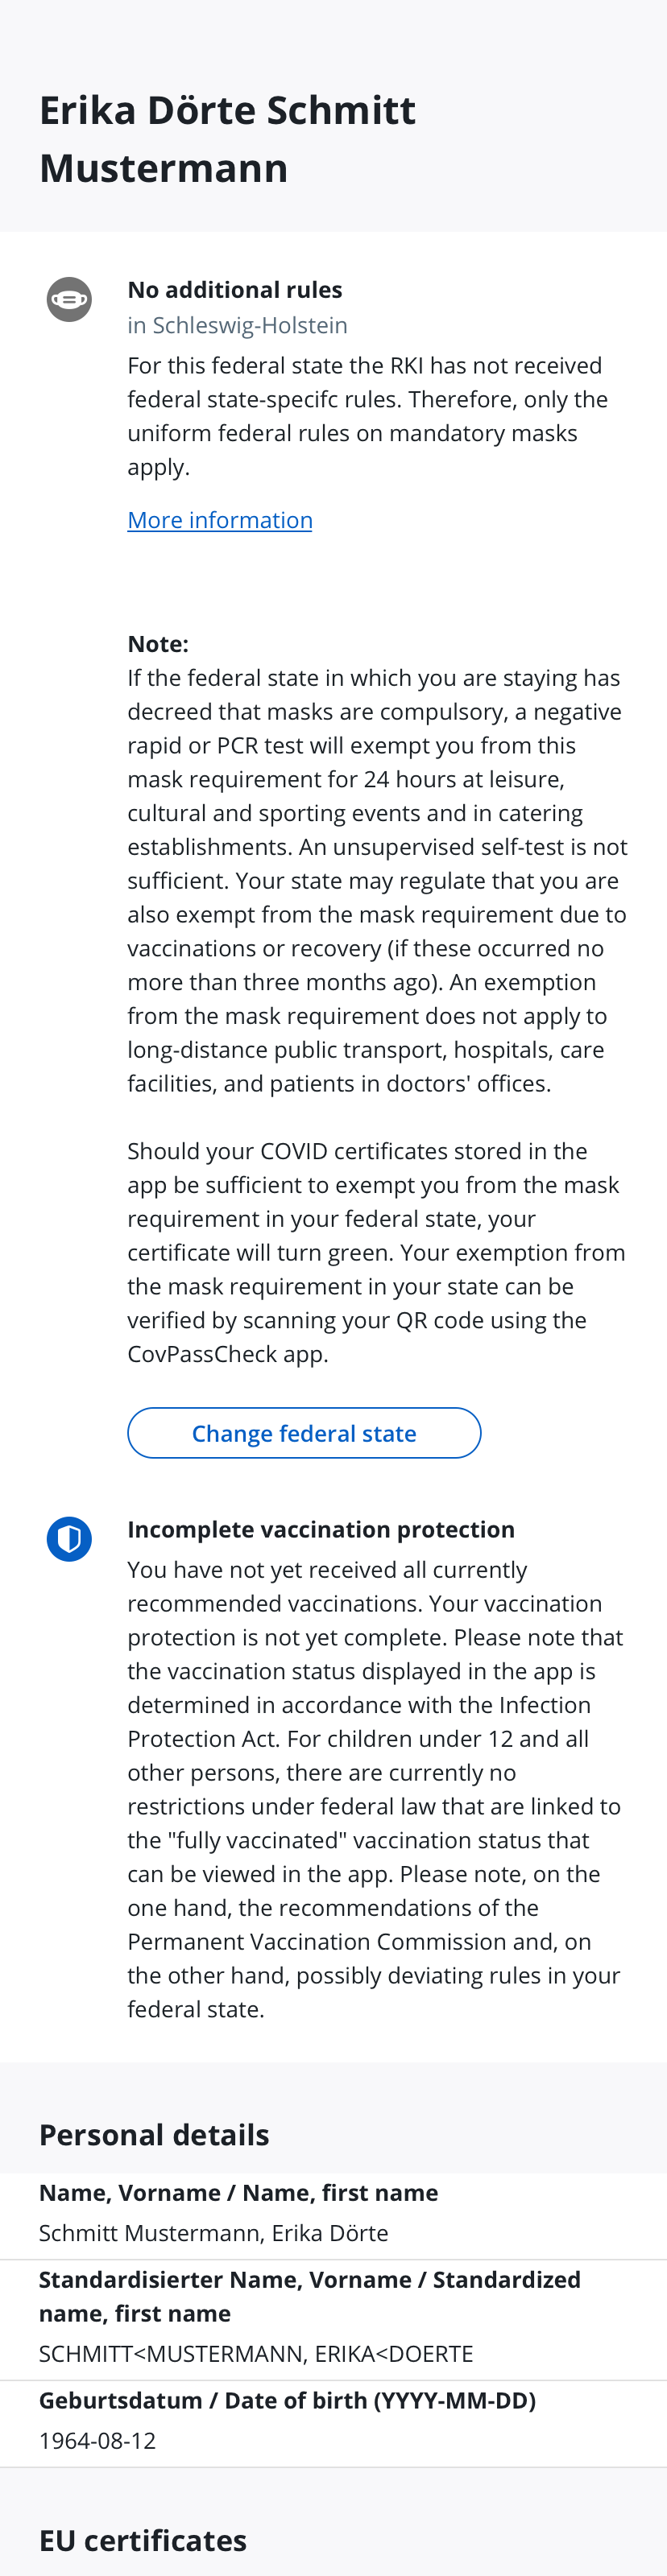 Erika Dörte Schmitt
Mustermann
No additional rules
in Schleswig-Holstein
For this federal state the RKI has not received
federal state-specifc rules. Therefore, only the
uniform federal rules on mandatory masks
apply.
More information
Note:
If the federal state in which you are staying has
decreed that masks are compulsory, a negative
rapid or PCR test will exempt you from this
mask requirement for 24 hours at leisure,
cultural and sporting events and in catering
establishments. An unsupervised self-test is not
sufficient. Your state may regulate that you are
also exempt from the mask requirement due to
vaccinations or recovery (if these occurred no
more than three months ago). An exemption
from the mask requirement does not apply to
long-distance public transport, hospitals, care
facilities, and patients in doctors' offices.
Should your COVID certificates stored in the
app be sufficient to exempt you from the mask
requirement in your federal state, your
certificate will turn green. Your exemption from
the mask requirement in your state can be
verified by scanning your QR code using the
CovPassCheck app.
Change federal state
Incomplete vaccination protection
You have not yet received all currently
recommended vaccinations. Your vaccination
protection is not yet complete. Please note that
the vaccination status displayed in the app is
determined in accordance with the Infection
Protection Act. For children under 12 and all
other persons, there are currently no
restrictions under federal law that are linked to
the "fully vaccinated" vaccination status that
can be viewed in the app. Please note, on the
one hand, the recommendations of the
Permanent Vaccination Commission and, on
the other hand, possibly deviating rules in your
federal state.
Personal details
Name, Vorname / Name, first name
Schmitt Mustermann, Erika Dörte
Standardisierter Name, Vorname / Standardized
name, first name
SCHMITT<MUSTERMANN, ERIKA<DOERTE
Geburtsdatum / Date of birth (YYYY-MM-DD)
1964-08-12
EU certificates